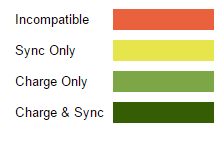 Incompatible
Sync Only
Charge Only
Charge & Sync